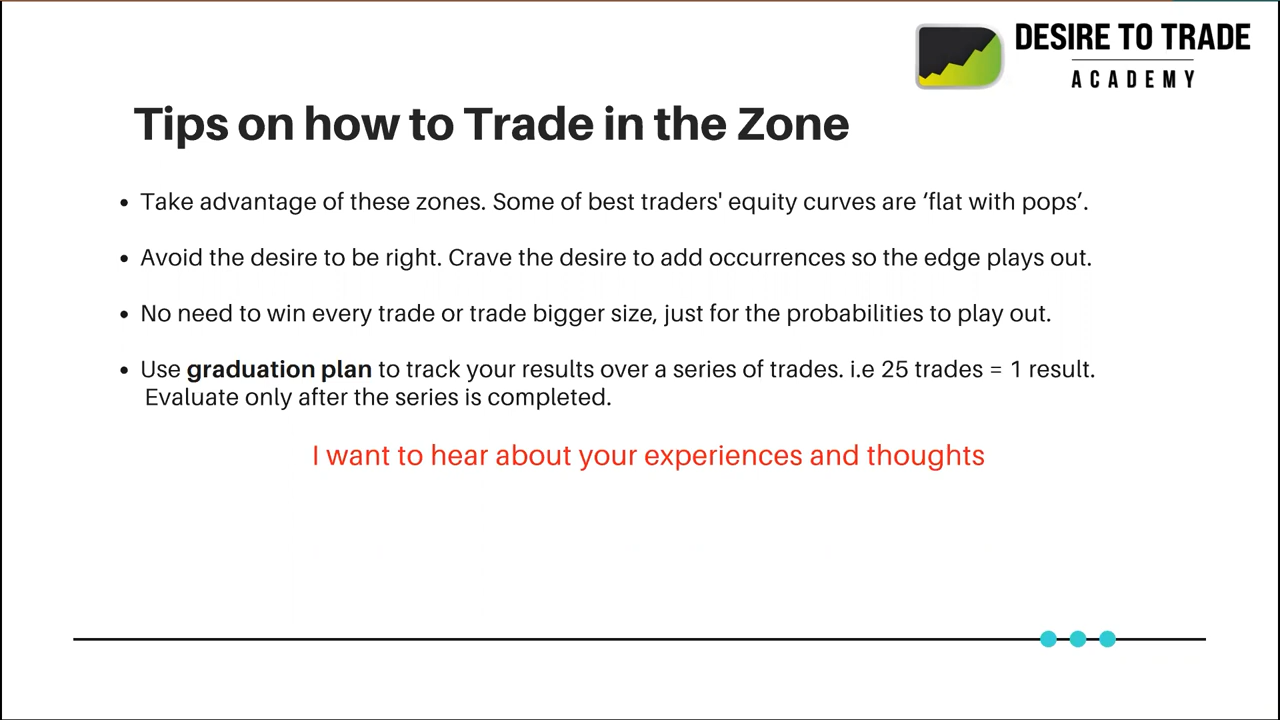 DESIRE TO TRADE
ACADEMY
Tips on how to Trade in the Zone
• Take advantage of these zones. Some of best traders' equity curves are ‘flat with pops’.
• Avoid the desire to be right. Crave the desire to add occurrences so the edge plays out.
• No need to win every trade or trade bigger size, just for the probabilities to play out.
• Use graduation plan to track your results over a series of trades. i.e 25 trades = 1 result.
Evaluate only after the series is completed.
I want to hear about your experiences and thoughts